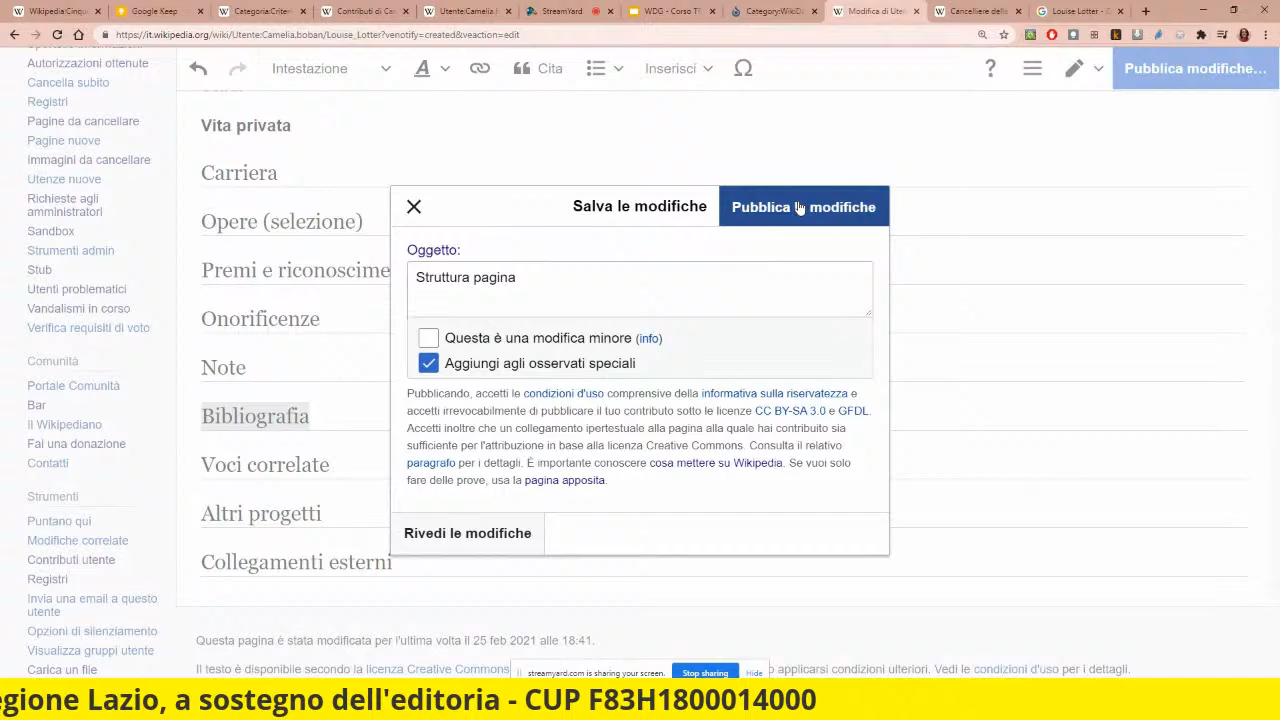 WikiCinqu
Google Keep
Categoria:Criter
Contributi di Ca
Utente:Camelia.
StreamYard
WDG - Corso TI
Category:WikiDa
Modifica di Ute
Cancelliere dello
Louise Lotter -
https://it.wikipedia.org/wiki/Utente:Camelia.boban/Louise_Lotter?venotify=created&veaction=edit
Autorizzazioni ottenute
Cancella subito
Registri
Pagine da cancellare
Pagine nuove
Immagini da cancellare
Utenze nuove
Richieste agli
amministratori
Sandbox
Strumenti admin
Stub
Utenti problematici
Vandalismi in corso
Verifica requisiti di voto
Comunità
Portale Comunità
Bar
Il Wikipediano
Fai una donazione
Contatti
Strumenti
Puntano qui
Modifiche correlate
Contributi utente
Registri
Invia una email a questo
utente
Opzioni di silenziamento
Visualizza gruppi utente
Carica un file
Intestazione
A
Cita
Inserisci
Ω
?
Pubblica modifiche...
Vita privata
Carriera
Opere (selezione)
Premi e riconoscime
Onorificenze
Note
Bibliografia
Voci correlate
Altri progetti
Collegamenti esterni
Salva le modifiche
Pubblica le modifiche
Oggetto:
Struttura pagina
Questa è una modifica minore (info)
Aggiungi agli osservati speciali
Pubblicando, accetti le condizioni d'uso comprensive della informativa sulla riservatezza e
accetti irrevocabilmente di pubblicare il tuo contributo sotto le licenze CC BY-SA 3.0 e GFDL.
Accetti inoltre che un collegamento ipertestuale alla pagina alla quale hai contribuito sia
sufficiente per l'attribuzione in base alla licenza Creative Commons. Consulta il relativo
paragrafo per i dettagli. È importante conoscere cosa mettere su Wikipedia. Se vuoi solo
fare delle prove, usa la pagina apposita.
Rivedi le modifiche
Questa pagina è stata modificata per l'ultima volta il 25 feb 2021 alle 18:41.
Il testo è disponibile secondo la licenza Creative Commons
applicarsi condizioni ulteriori. Vedi le condizioni d'uso per i dettagli.
streamyard.com is sharing your screen.
Stop sharing
Hide
egione Lazio, a sostegno dell'editoria - CUP F83H1800014000